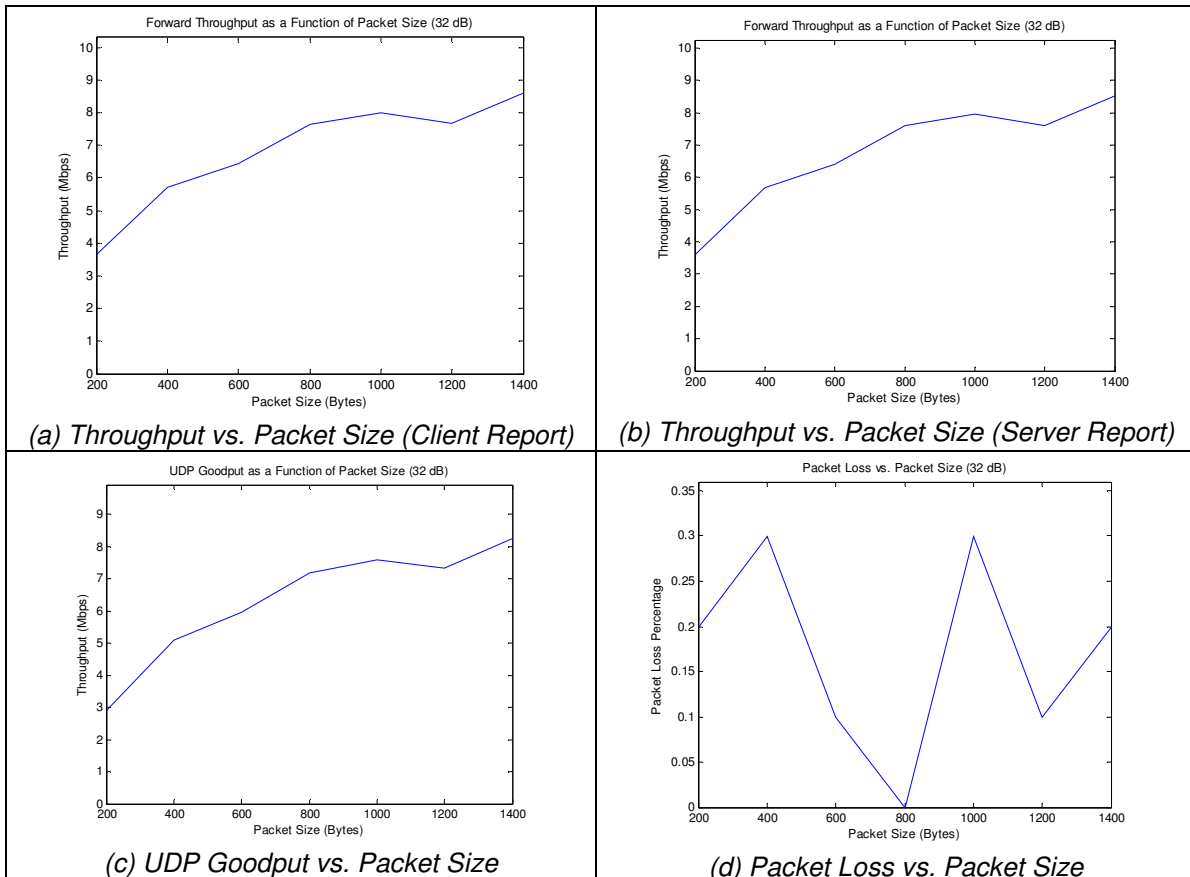 Forward Throughput as a Function of Packet Size (32 dB)
10
9
8
7
6
5
4
3
2
1
0
Throughput (Mbps)
200 400 600 800 1000 1200 1400
Packet Size (Bytes)
(a) Throughput vs. Packet Size (Client Report)
Forward Throughput as a Function of Packet Size (32 dB)
10
9
8
7
6
5
4
3
2
1
0
Throughput (Mbps)
200 400 600 800 1000 1200 1400
Packet Size (Bytes)
(b) Throughput vs. Packet Size (Server Report)
UDP Goodput as a Function of Packet Size (32 dB)
9
8
7
6
5
4
3
2
1
0
Throughput (Mbps)
200 400 600 800 1000 1200 1400
Packet Size (Bytes)
(c) UDP Goodput vs. Packet Size
Packet Loss vs. Packet Size (32 dB)
0.35
0.3
0.25
0.2
0.15
0.1
0.05
0
Packet Loss Percentage
200 400 600 800 1000 1200 1400
Packet Size (Bytes)
(d) Packet Loss vs. Packet Size